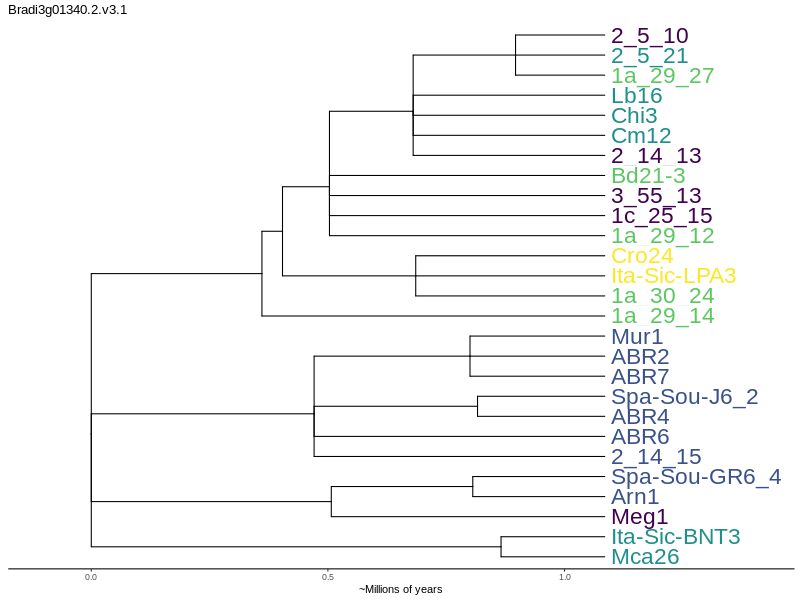 Bradi3g01340.2.v3.1
2_5_10
2_5_21
1a_29_27
Lb16
Chi3
Cm12
2_14_13
Bd21-3
3_55_13
1c_25_15
1a_29_12
Cro24
Ita-Sic-LPA3
1a_30_24
1a_29_14
Mur1
ABR2
ABR7
Spa-Sou-J6_2
ABR4
ABR6
2_14_15
Spa-Sou-GR6_4
Arn1
Meg1
Ita-Sic-BNT3
Mca26
0.0 0.5 1.0
~Millions of years